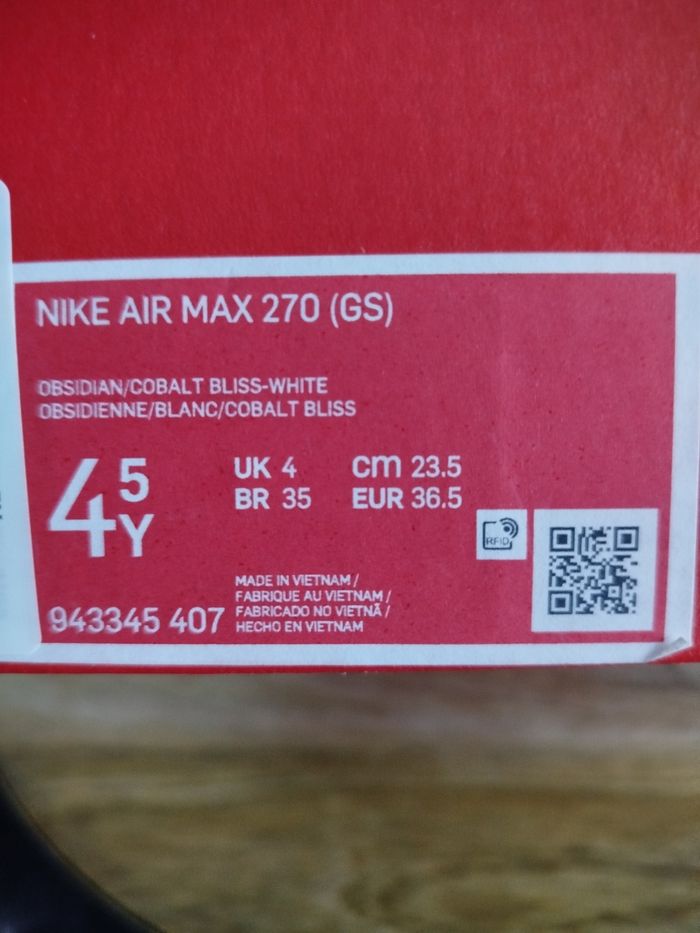 NIKE AIR MAX 270 (GS)
OBSIDIAN/COBALT BLISS-WHITE
OBSIDIENNE/BLANC/COBALT BLISS
4 5 Y
UK 4 cm 23.5
BR 35 EUR 36.5
RFID
MADE IN VIETNAM /
FABRIQUE AU VIETNAM /
FABRICADO NO VIETNÃ /
HECHO EN VIETNAM
943345 407